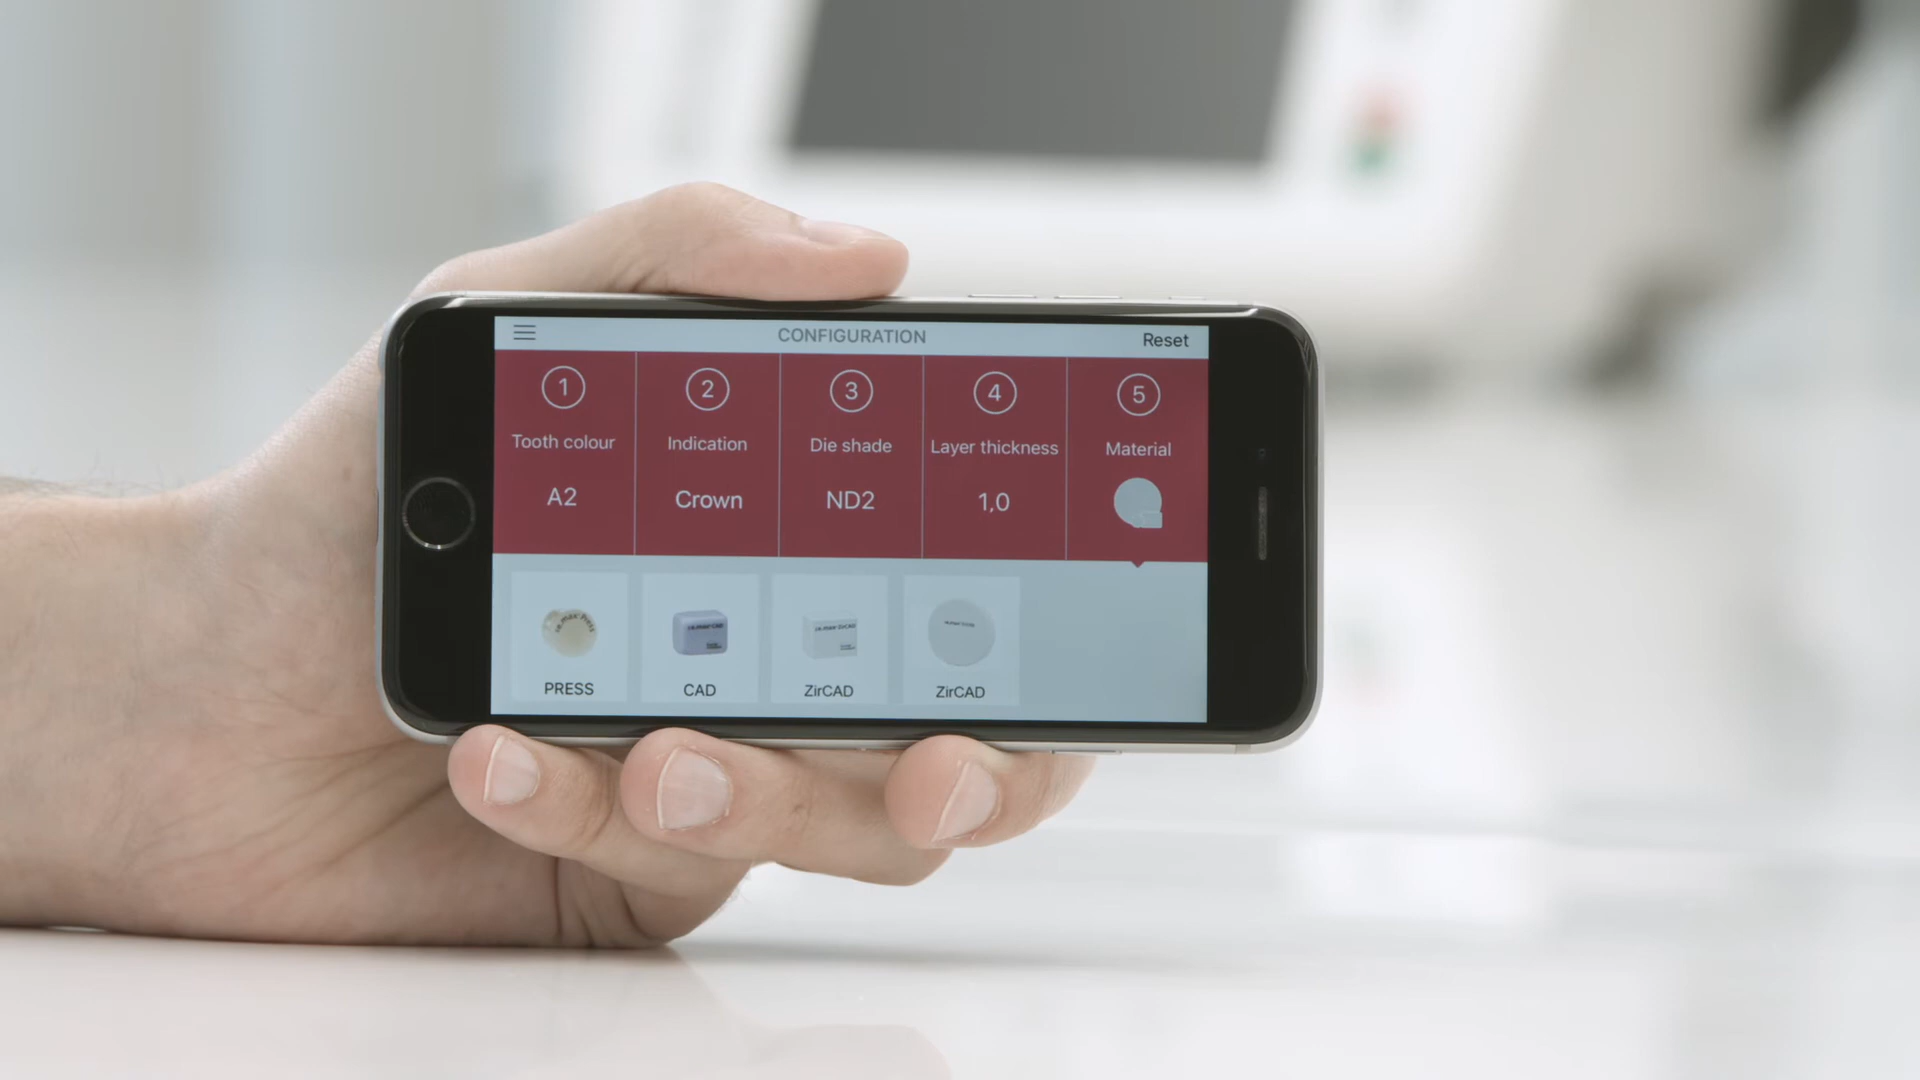 CONFIGURATION
Reset
1 2 3 4 5
Tooth colour Indication Die shade Layer thickness Material
A2 Crown ND2 1,0
PRESS CAD ZirCAD ZirCAD